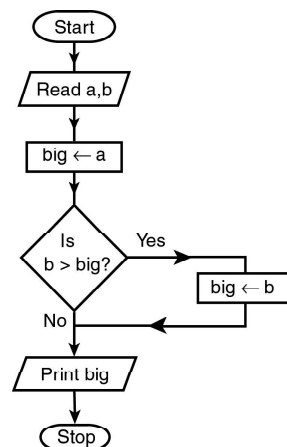 Start
Read a,b
big ← a
Is
b > big?
Yes
big ← b
No
Print big
Stop